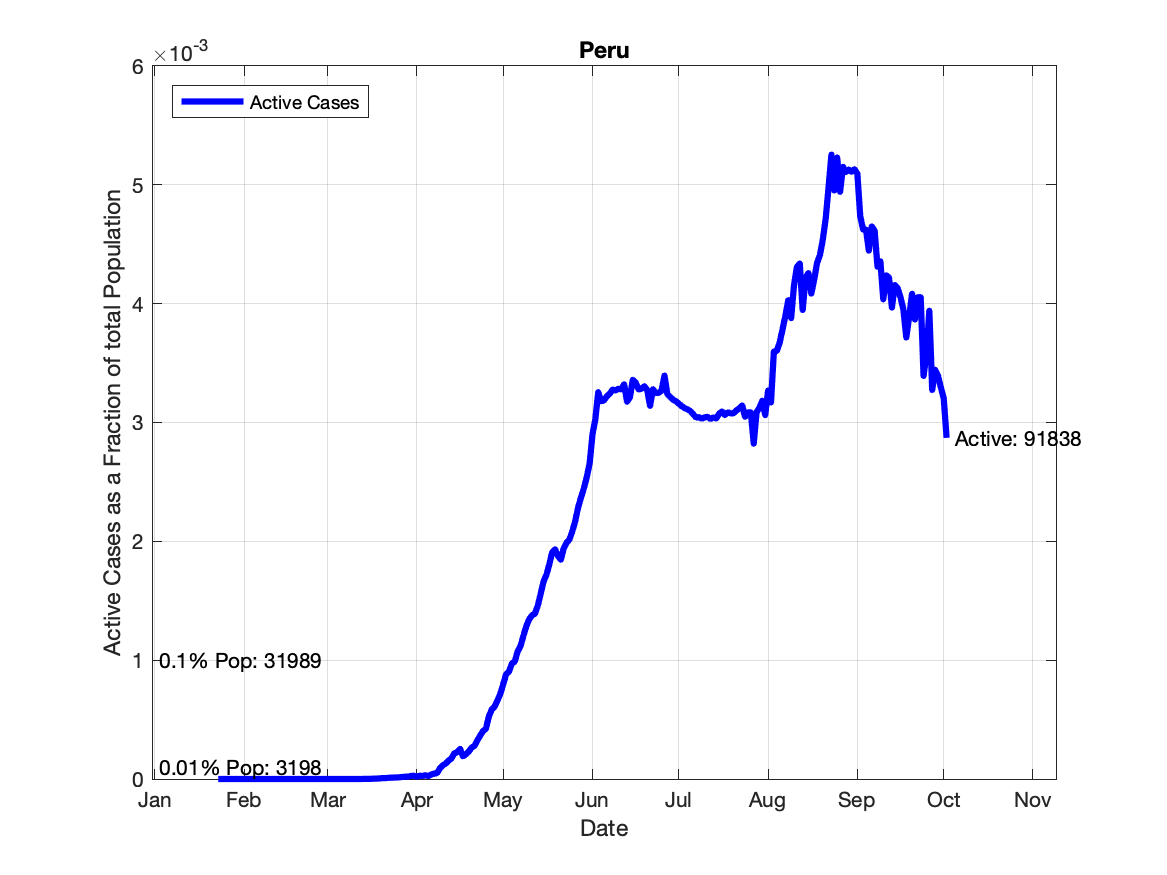 Peru
×10-3
Active Cases
6
5
4
3
2
1
0
Active Cases as a Fraction of total Population
0.1% Pop: 31989
0.01% Pop: 3198
Active: 91838
Jan Feb Mar Apr May Jun Jul Aug Sep Oct Nov
Date